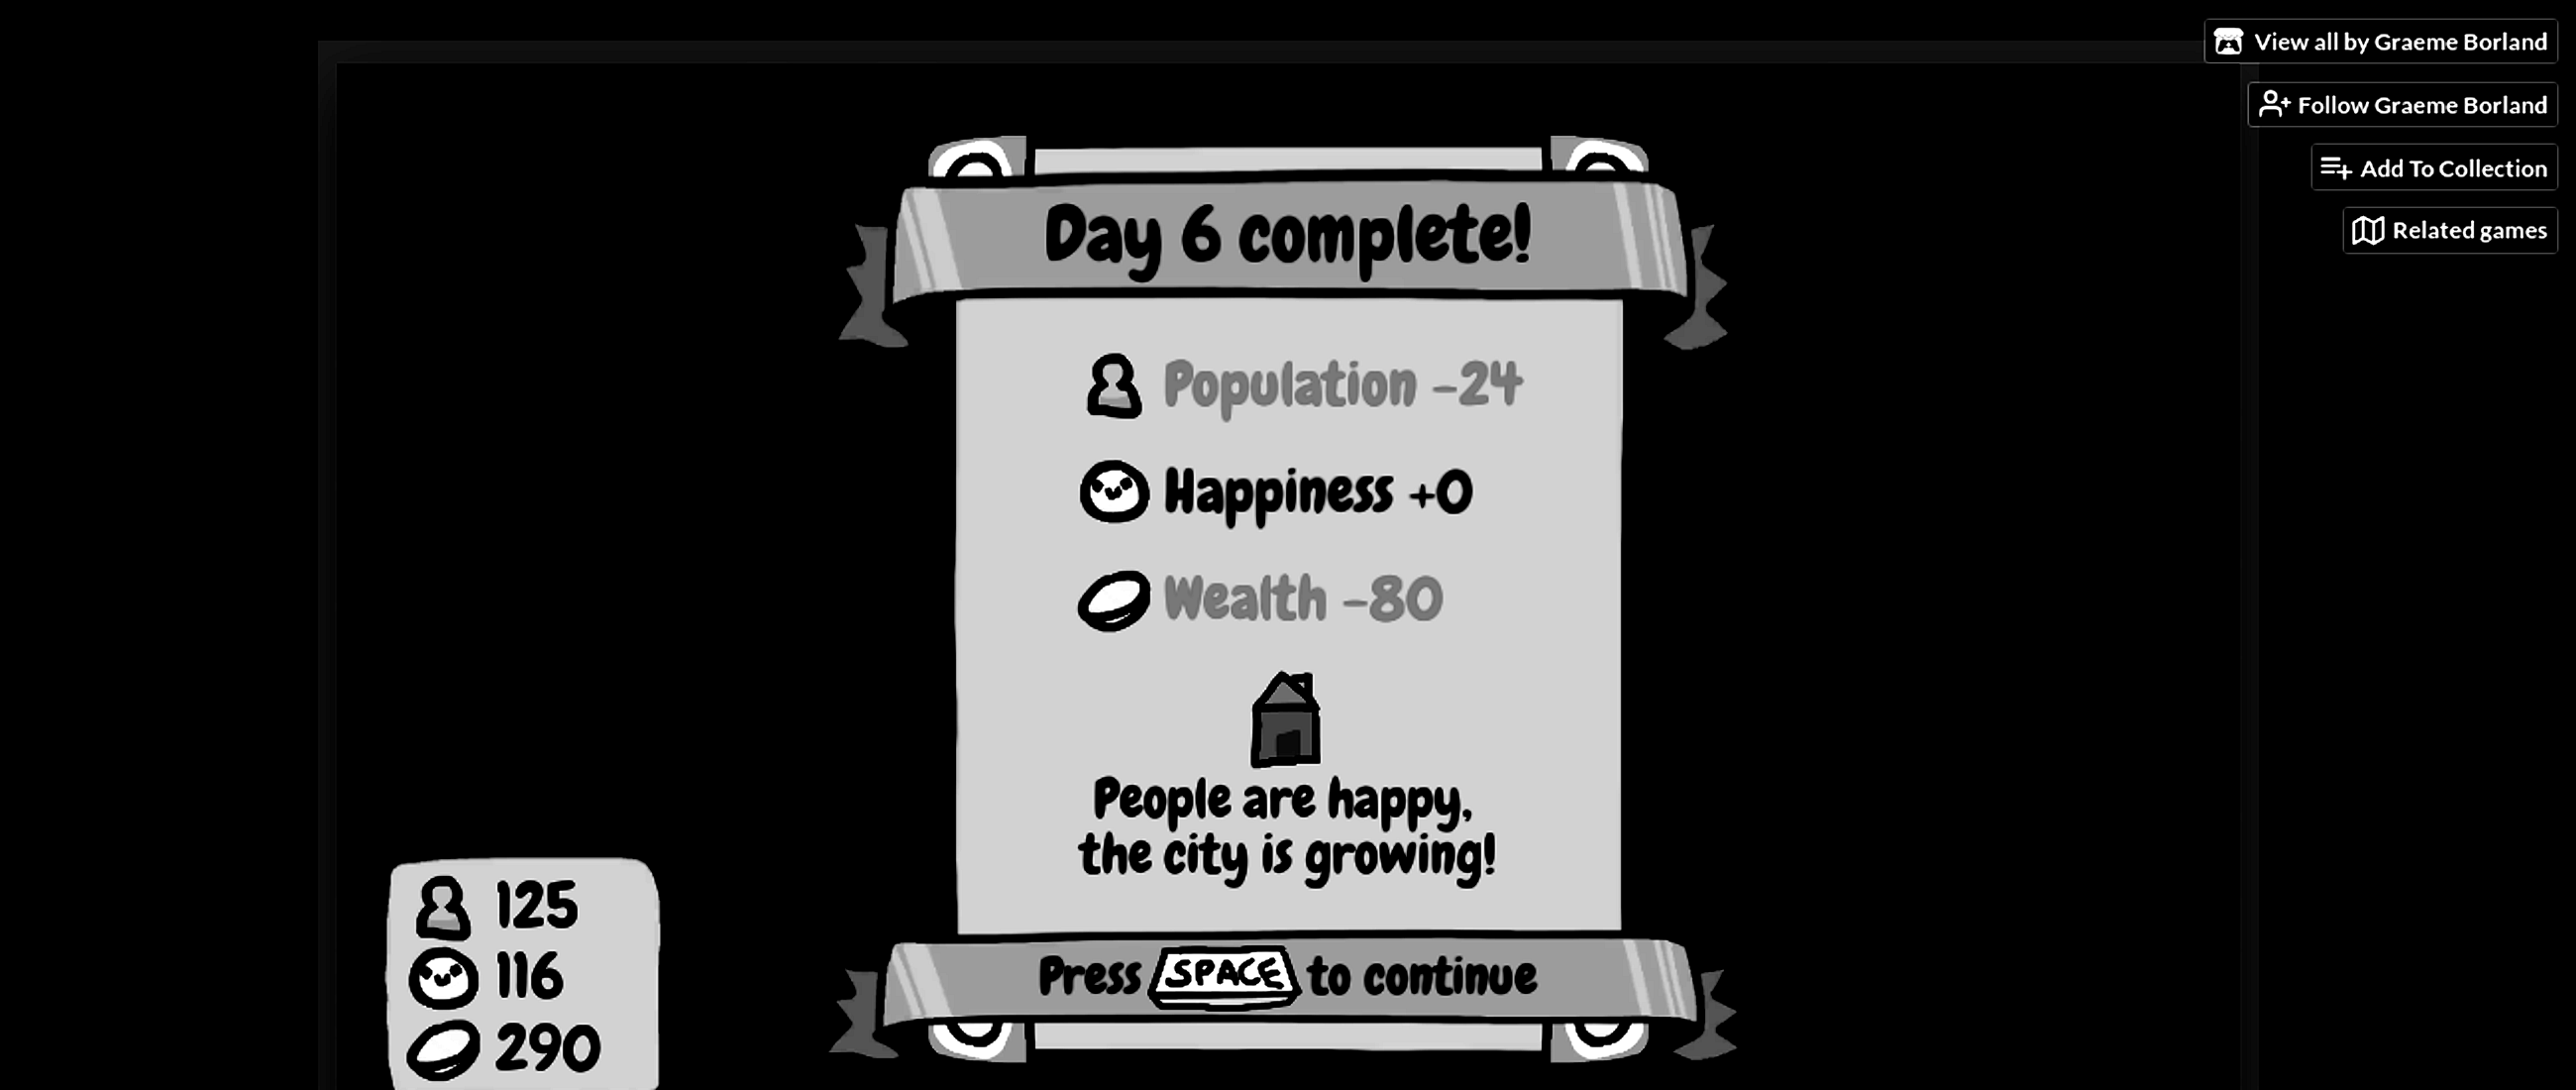 View all by Graeme Borland
Follow Graeme Borland
Add To Collection
Related games
Day 6 complete!
Population -24
Happiness +0
Wealth -80
People are happy,
the city is growing!
Press SPACE to continue
125
116
290